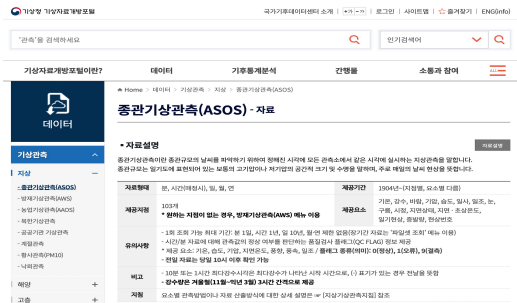 기상청 기상자료개방포털
국가기후데이터센터 소개 | 가+ 가- | 로그인 | 사이트맵 | ☆ 즐겨찾기 | ENG(info)
'관측'을 검색하세요
인기검색어
기상자료개방포털이란?
데이터
기후통계분석
간행물
소통과 참여
ALL
데이터
기상관측
지상
- 종관기상관측(ASOS)
- 방재기상관측(AWS)
- 농업기상관측(AAOS)
- 북한기상관측
- 공공기관 기상관측
- 계절관측
- 황사관측(PM10)
- 낙뢰관측
해양
고층
Home > 데이터 > 기상관측 > 지상 > 종관기상관측(ASOS)
종관기상관측(ASOS) - 자료
자료설명
자료설명
종관기상관측이란 종관규모의 날씨를 파악하기 위하여 정해진 시각에 모든 관측소에서 같은 시각에 실시하는 지상관측을 말합니다.
종관규모는 일기도에 표현되어 있는 보통의 고기압이나 저기압의 공간적 크기 및 수명을 말하며, 주로 매일의 날씨 현상을 뜻합니다.
자료형태 분, 시간(매정시), 일, 월, 연
제공기간 1904년~(지점별, 요소별 다름)
제공지점 103개
* 원하는 지점이 없는 경우, 방재기상관측(AWS) 메뉴 이용
제공요소 기온, 강수, 바람, 기압, 습도, 일사, 일조, 눈,
구름, 시정, 지면상태, 지면·초상온도,
일기현상, 증발량, 현상번호
유의사항 - 1회 조회 가능 최대 기간: 분 1일, 시간 1년, 일 10년, 월·연 제한 없음(장기간 자료는 '파일셋 조회' 메뉴 이용)
- 시간/분 자료에 대해 관측값의 정상 여부를 판단하는 품질검사 플래그(QC FLAG) 정보 제공
* 제공 요소: 기온, 습도, 기압, 지면온도, 풍향, 풍속, 일조 / 플래그 종류(의미): 0(정상), 1(오류), 9(결측)
- 전일 자료는 당일 10시 이후 확인 가능
비고 - 10분 또는 1시간 최다강수시각은 최다강수가 나타난 시작 시간으로, (-) 표기가 있는 경우 전날을 뜻함
- 강수량은 겨울철(11월~익년 3월) 3시간 간격으로 제공
지점 요소별 관측방법이나 자료 산출방식에 대한 상세 설명은 ☞ [지상기상관측지침] 참조